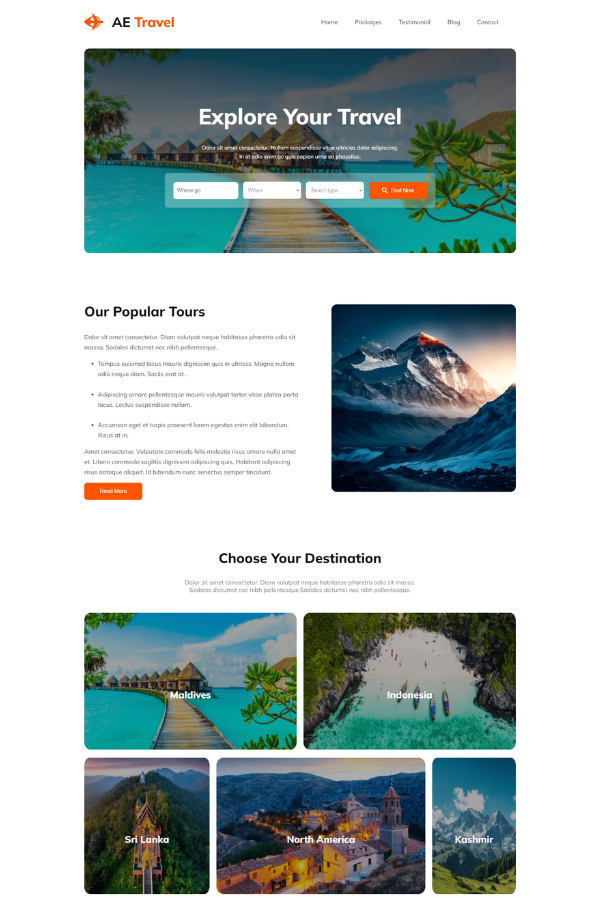 AE Travel
Home Packages Testimonial Blog Contact
Explore Your Travel
Dolor sit amet consectetur. Nullam suspendisse vitae ultricies dolor adipiscing.
In et odio enim ac quis sapien urna eu phasellus.
Where go When Select type Find Now
Our Popular Tours
Dolor sit amet consectetur. Diam volutpat neque habitasse pharetra odio sit
massa. Sodales dictumst nec nibh pellentesque.
• Tempus euismod lacus mauris dignissim quis in ultrices. Magna nullam
odio neque diam. Sociis erat at .
• Adipiscing ornare pellentesque mauris volutpat tortor vitae platea porta
lacus. Lectus suspendisse nullam.
• Accumsan eget et turpis praesent lorem egestas enim elit bibendum.
Risus at in.
Amet consectetur. Vulputate commodo felis molestie risus ornare nulla amet
et. Libero commodo sagittis dignissim adipiscing quis. Habitant adipiscing
risus natoque aliquet. Id bibendum nunc senectus semper tincidunt.
Read More
Choose Your Destination
Dolor sit amet consectetur. Diam volutpat neque habitasse pharetra odio sit massa.
Sodales dictumst nec nibh pellentesque.Sodales dictumst nec nibh pellentesque.
Maldives
Indonesia
Sri Lanka
North America
Kashmir